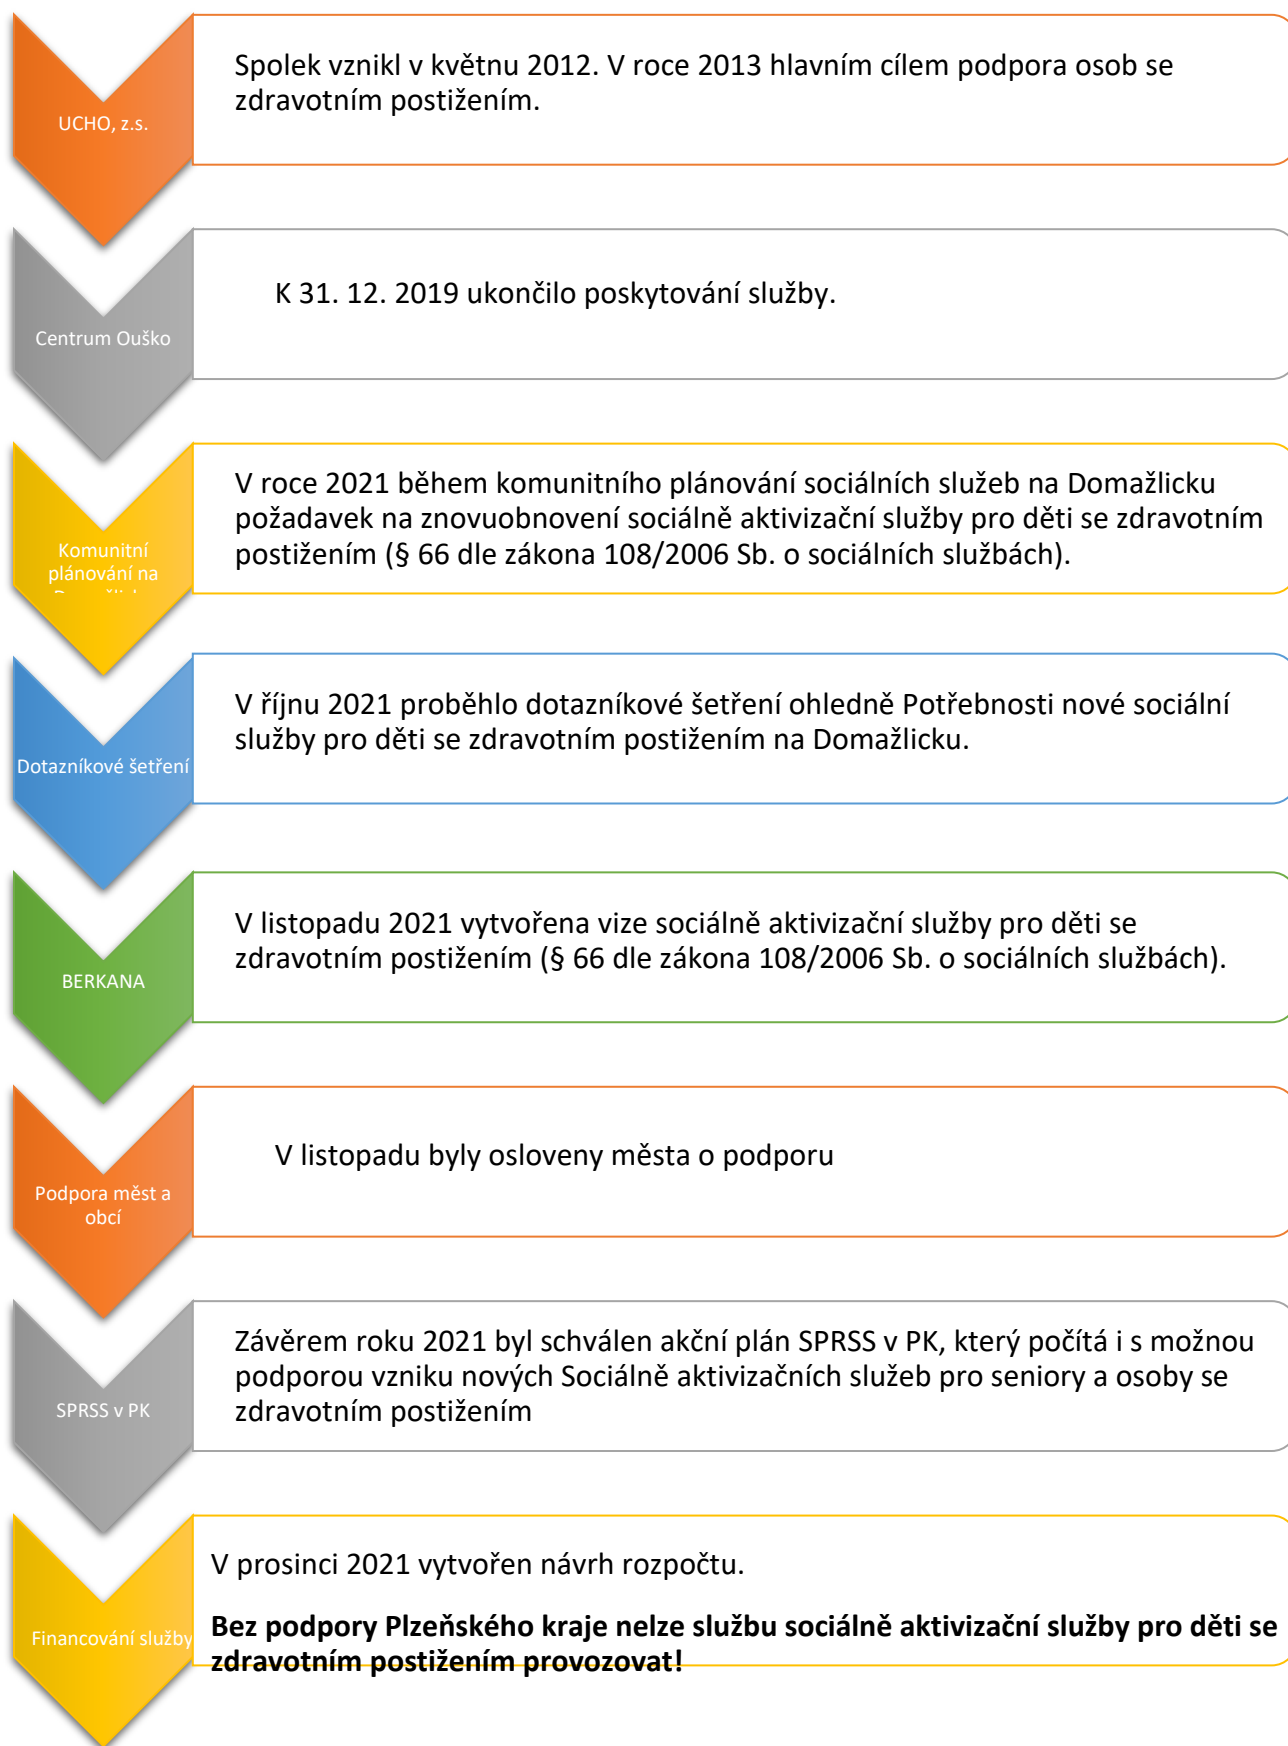 UCHO, z.s.
Spolek vznikl v květnu 2012. V roce 2013 hlavním cílem podpora osob se
zdravotním postižením.
Centrum Ouško
K 31. 12. 2019 ukončilo poskytování služby.
Komunitní
plánování na
V roce 2021 během komunitního plánování sociálních služeb na Domažlicku
požadavek na znovuobnovení sociálně aktivizační služby pro děti se zdravotním
postižením (§ 66 dle zákona 108/2006 Sb. o sociálních službách).
Dotazníkové šetření
V říjnu 2021 proběhlo dotazníkové šetření ohledně Potřebnosti nové sociální
služby pro děti se zdravotním postižením na Domažlicku.
BERKANA
V listopadu 2021 vytvořena vize sociálně aktivizační služby pro děti se
zdravotním postižením (§ 66 dle zákona 108/2006 Sb. o sociálních službách).
Podpora měst a
obcí
V listopadu byly osloveny města o podporu
SPRSS v PK
Závěrem roku 2021 byl schválen akční plán SPRSS v PK, který počítá i s možnou
podporou vzniku nových Sociálně aktivizačních služeb pro seniory a osoby se
zdravotním postižením
Financování služby
V prosinci 2021 vytvořen návrh rozpočtu.
Bez podpory Plzeňského kraje nelze službu sociálně aktivizační služby pro děti se
zdravotním postižením provozovat!